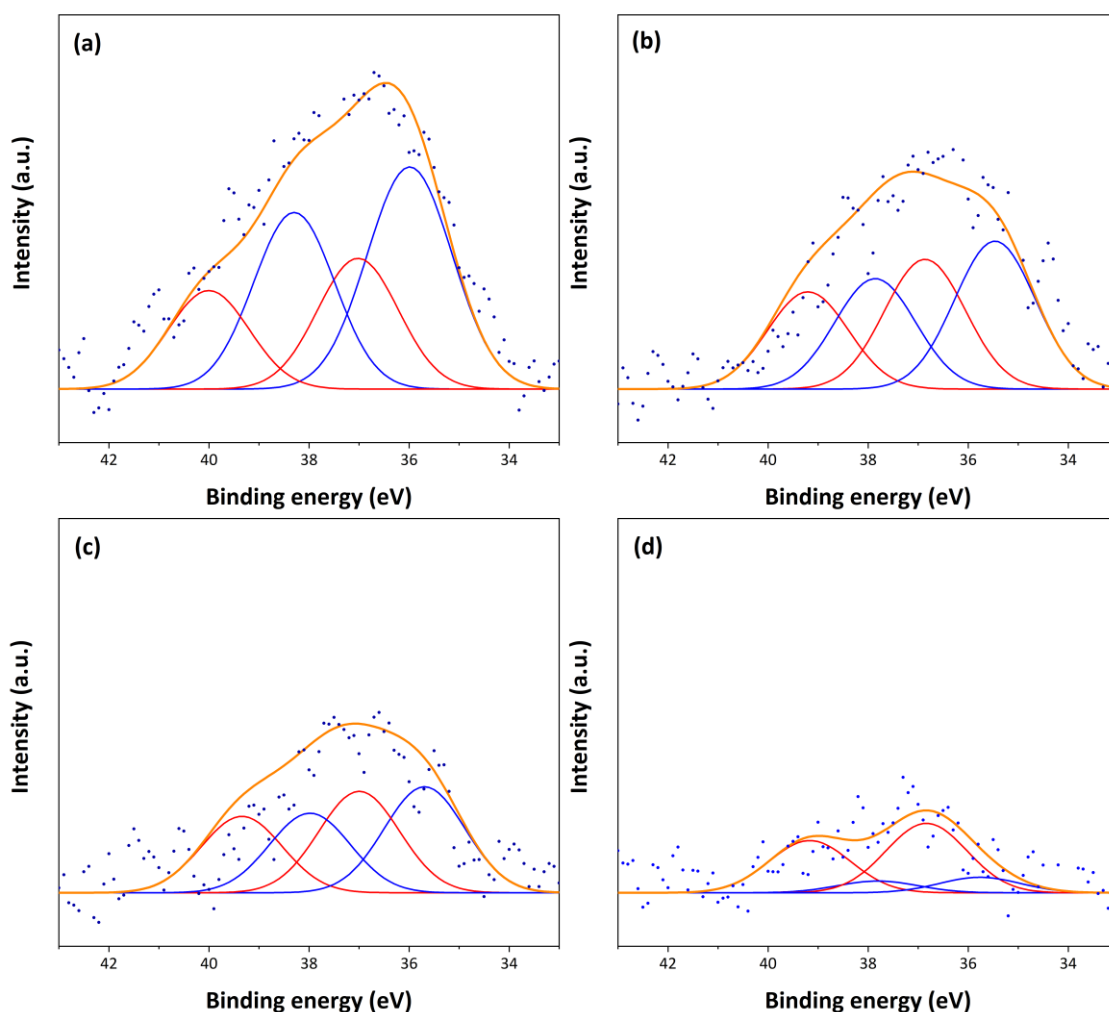 (a)
Intensity (a.u.)
42 40 38 36 34
Binding energy (eV)
(b)
Intensity (a.u.)
42 40 38 36 34
Binding energy (eV)
(c)
Intensity (a.u.)
42 40 38 36 34
Binding energy (eV)
(d)
Intensity (a.u.)
42 40 38 36 34
Binding energy (eV)